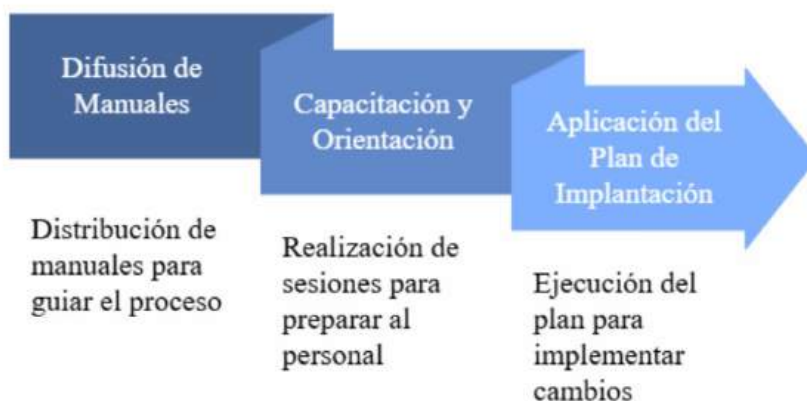 Difusión de
Manuales
Capacitación y
Orientación
Aplicación del
Plan de
Implantación
Distribución de
manuales para
guiar el proceso
Realización de
sesiones para
preparar al
personal
Ejecución del
plan para
implementar
cambios